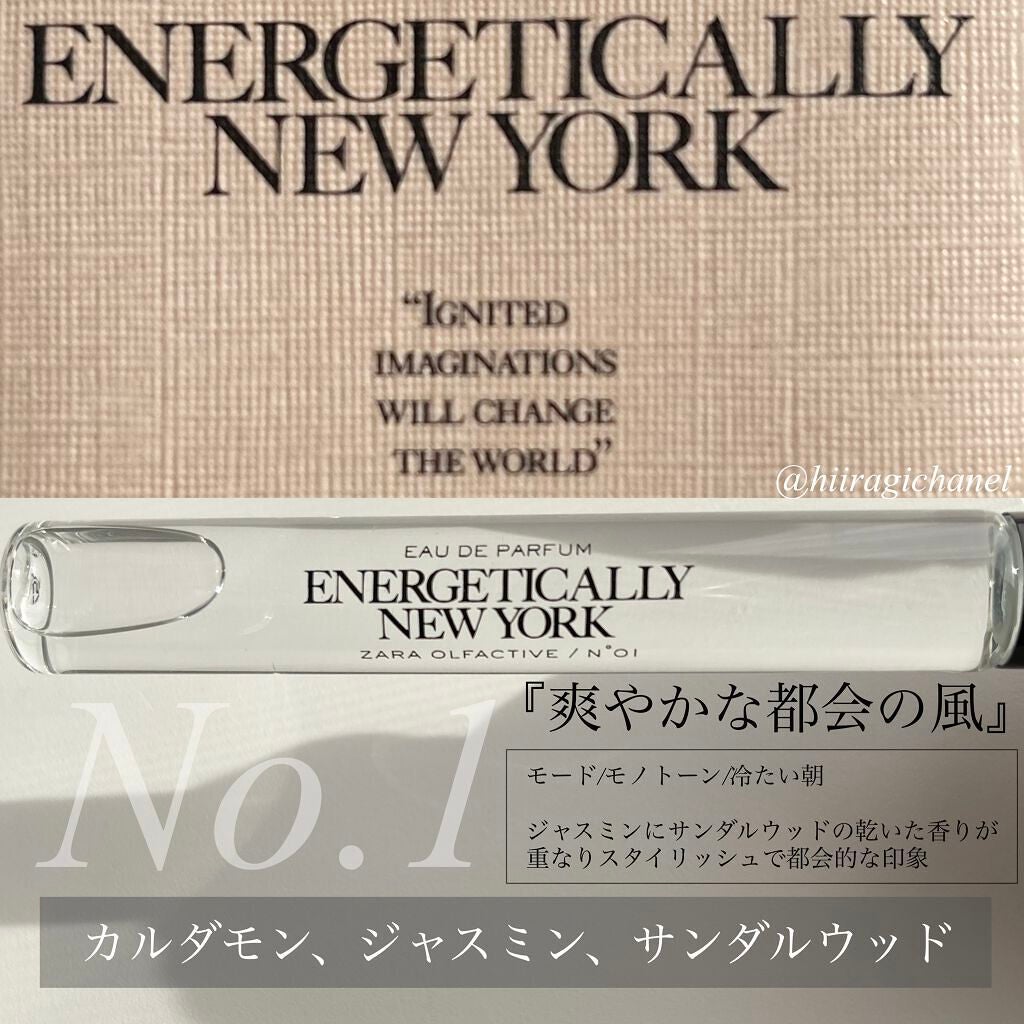 ENERGETICALLY
NEW YORK
“IGNITED
IMAGINATIONS
WILL CHANGE
THE WORLD”
@hiiragichanel
EAU DE PARFUM
ENERGETICALLY
NEW YORK
ZARA OLFACTIVE / N°01
No.1
『爽やかな都会の風』
モード/モノトーン/冷たい朝
ジャスミンにサンダルウッドの乾いた香りが
重なりスタイリッシュで都会的な印象
カルダモン、ジャスミン、サンダルウッド